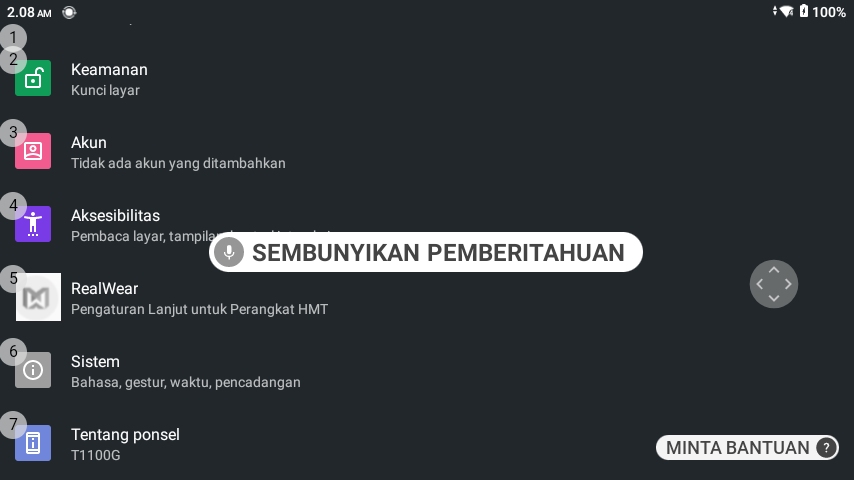 2.08 AM
100%
1
2
Keamanan
Kunci layar
3
Akun
Tidak ada akun yang ditambahkan
4
Aksesibilitas
Pembaca layar, tampilan
SEMBUNYIKAN PEMBERITAHUAN
5
RealWear
Pengaturan Lanjut untuk Perangkat HMT
6
Sistem
Bahasa, gestur, waktu, pencadangan
7
Tentang ponsel
T1100G
MINTA BANTUAN ?